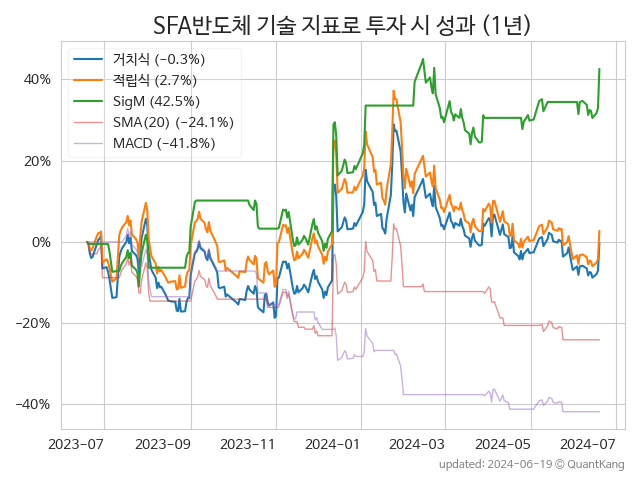 SFA반도체 기술 지표로 투자 시 성과 (1년)
거치식 (−0.3%)
적립식 (2.7%)
SigM (42.5%)
SMA(20) (−24.1%)
MACD (−41.8%)
40%
20%
0%
−20%
−40%
2023-07 2023-09 2023-11 2024-01 2024-03 2024-05 2024-07
updated: 2024-06-19 © QuantKang